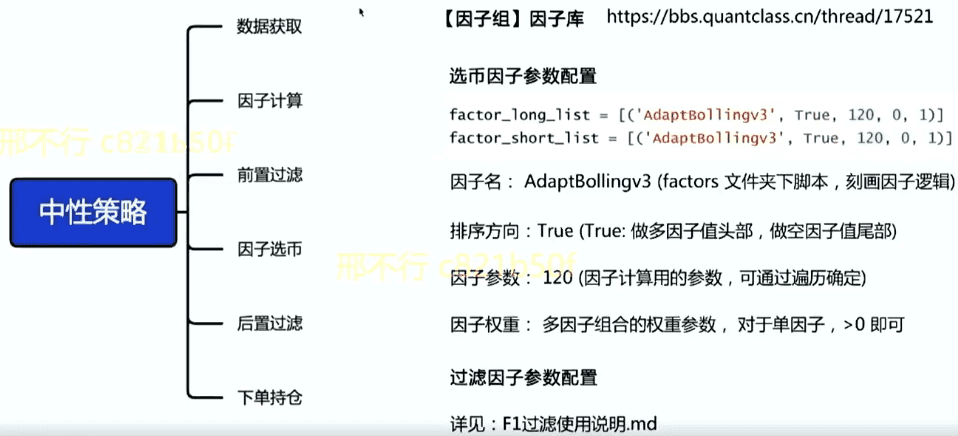 中性策略
数据获取
因子计算
前置过滤
因子选币
后置过滤
下单持仓
【因子组】因子库 https://bbs.quantclass.cn/thread/17521
选币因子参数配置
factor_long_list = [('AdaptBollingv3', True, 120, 0, 1)]
factor_short_list = [('AdaptBollingv3', True, 120, 0, 1)]
因子名： AdaptBollingv3 (factors 文件夹下脚本，刻画因子逻辑)
排序方向：True (True: 做多因子值头部，做空因子值尾部)
因子参数： 120 (因子计算用的参数，可通过遍历确定)
因子权重： 多因子组合的权重参数， 对于单因子，>0 即可
过滤因子参数配置
详见：F1过滤使用说明.md
邢不行 c821b50f
邢不行 c821b50f